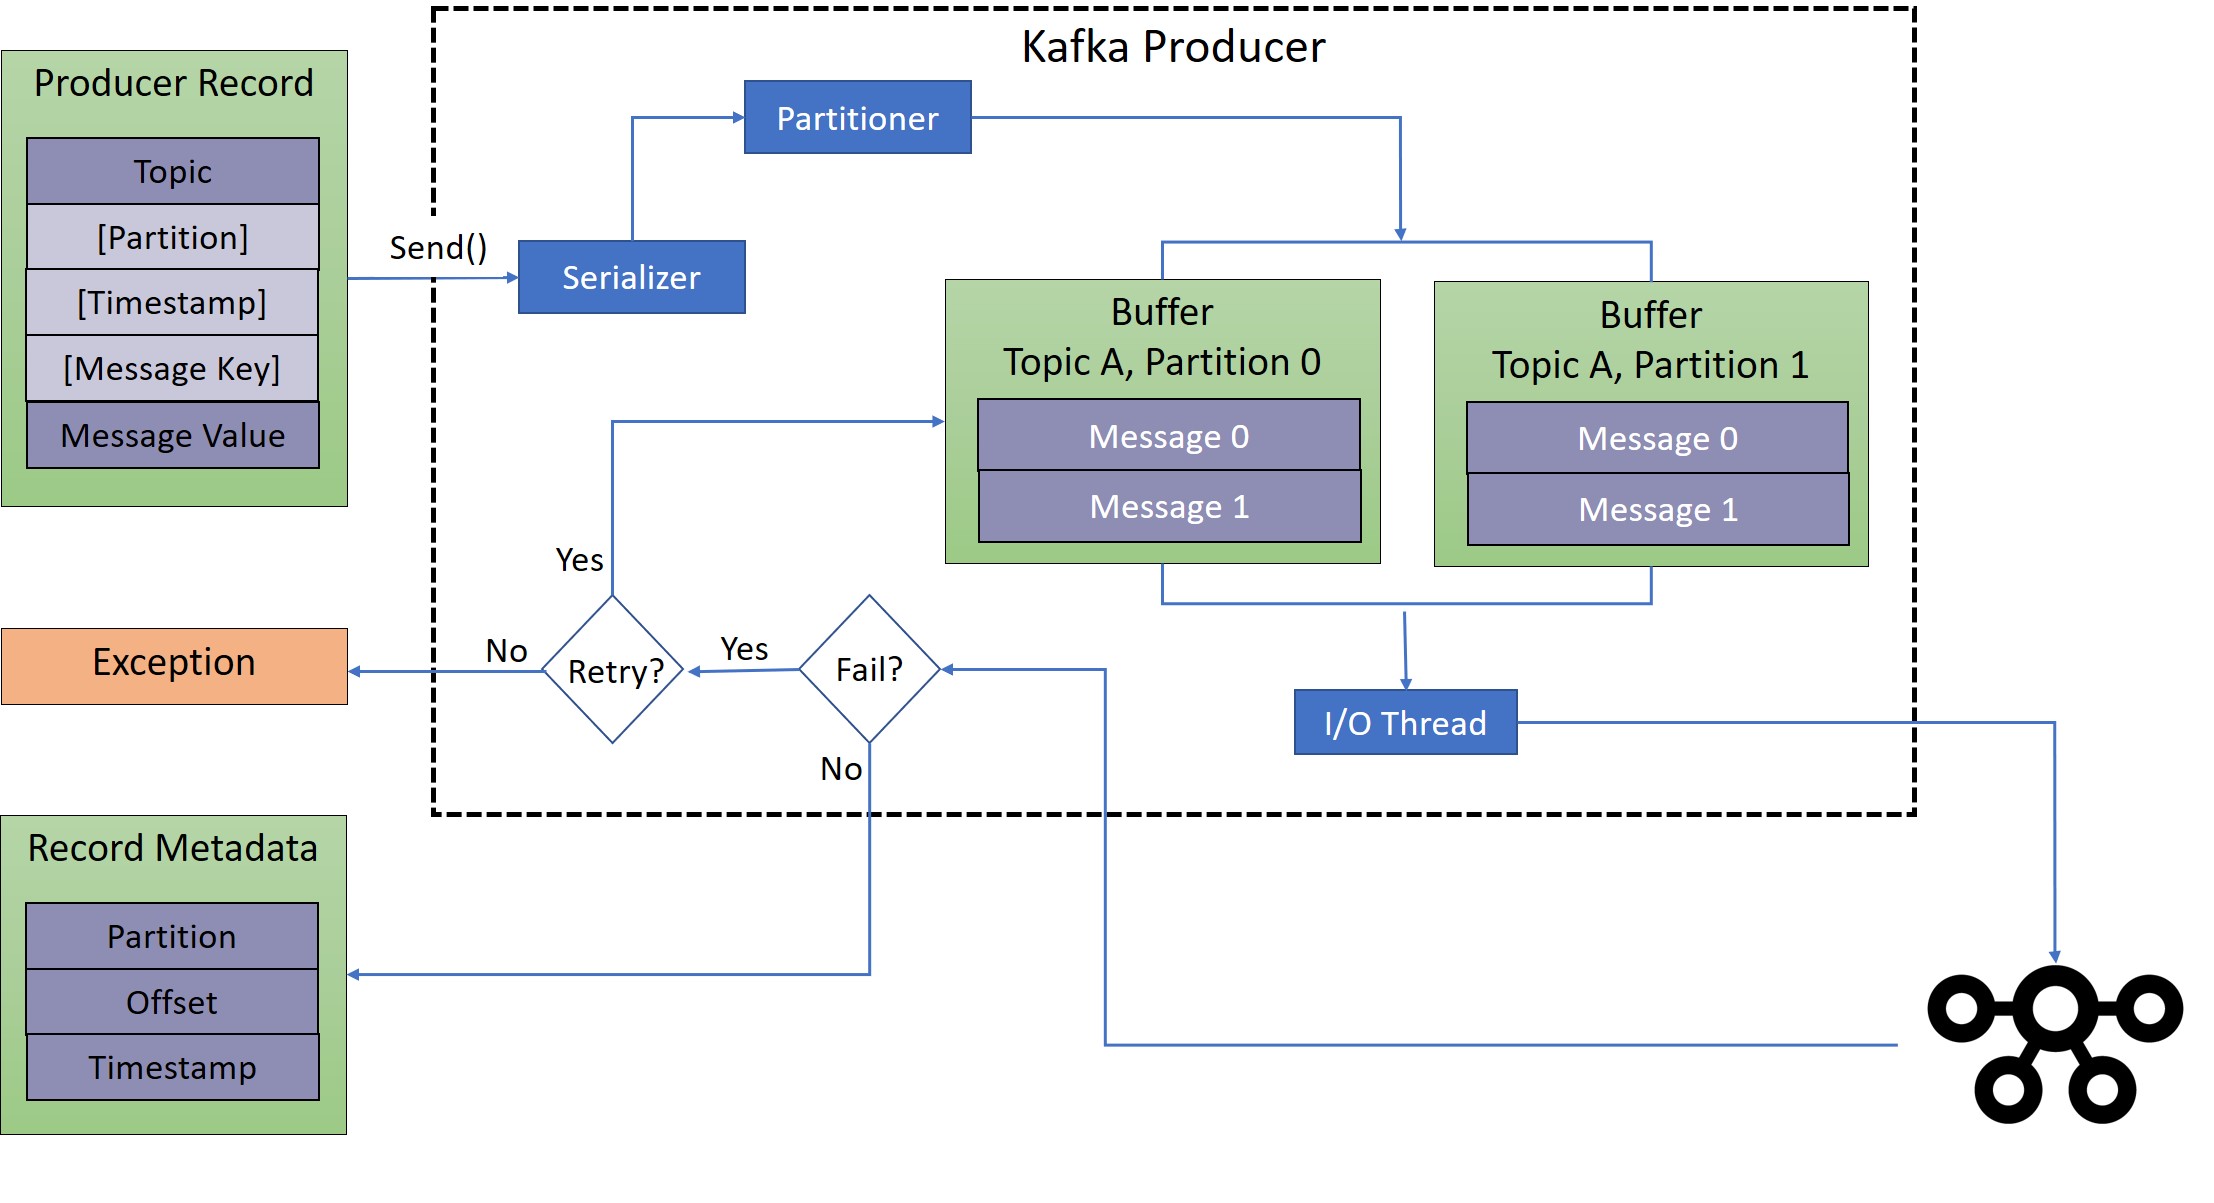 Kafka Producer
Producer Record
Topic
[Partition]
[Timestamp]
[Message Key]
Message Value
Send()
Serializer
Partitioner
Buffer
Topic A, Partition 0
Message 0
Message 1
Buffer
Topic A, Partition 1
Message 0
Message 1
Yes
No
Retry?
Yes
Fail?
No
I/O Thread
Exception
Record Metadata
Partition
Offset
Timestamp